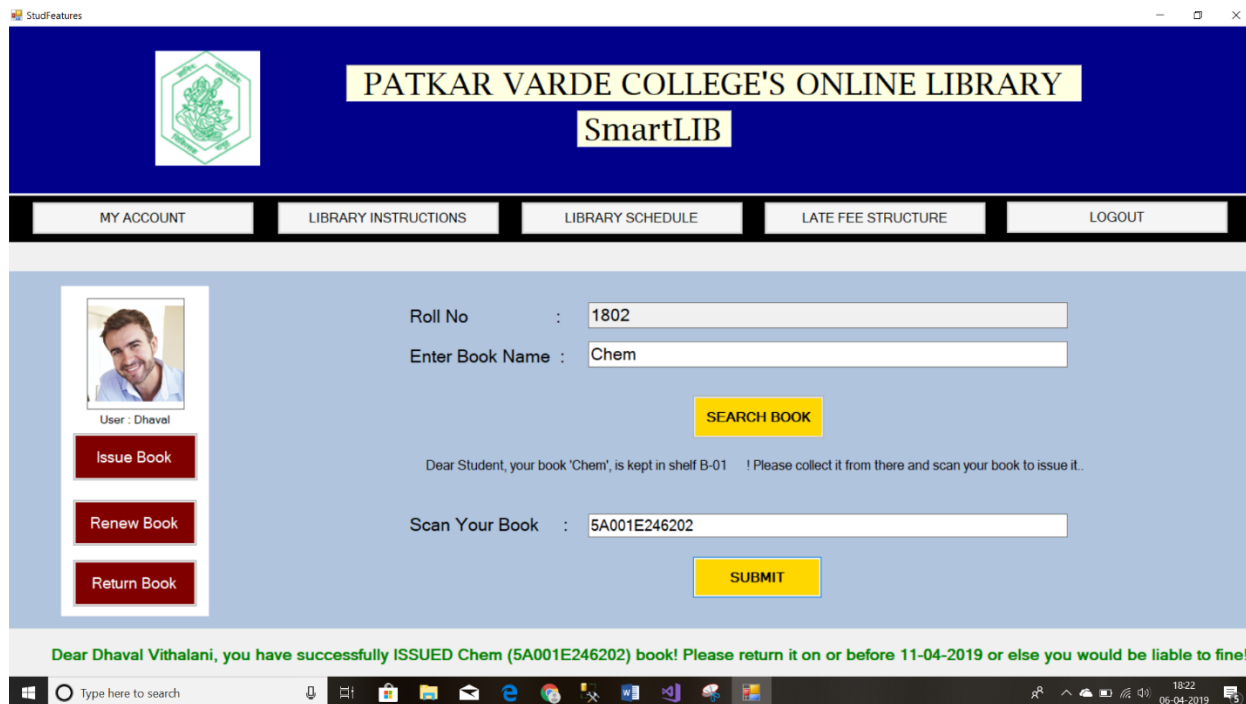 StudFeatures
PATKAR VARDE COLLEGE'S ONLINE LIBRARY
SmartLIB
MY ACCOUNT LIBRARY INSTRUCTIONS LIBRARY SCHEDULE LATE FEE STRUCTURE LOGOUT
Roll No : 1802
Enter Book Name : Chem
User : Dhaval
SEARCH BOOK
Issue Book
Dear Student, your book 'Chem', is kept in shelf B-01 ! Please collect it from there and scan your book to issue it..
Renew Book
Scan Your Book : 5A001E246202
Return Book
SUBMIT
Dear Dhaval Vithalani, you have successfully ISSUED Chem (5A001E246202) book! Please return it on or before 11-04-2019 or else you would be liable to fine!
Type here to search
18:22
06-04-2019
5